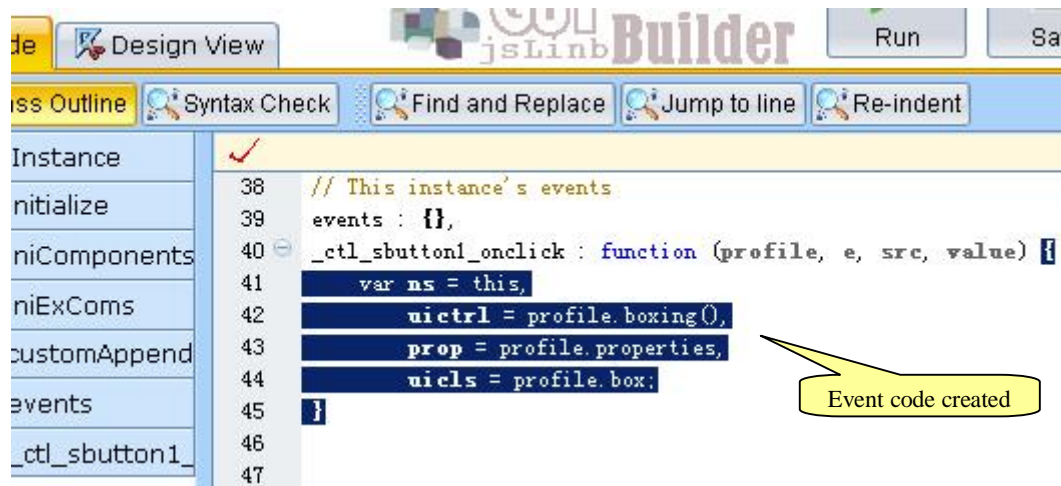 de Design View jsLinb Builder Run Sa
ss Outline Syntax Check Find and Replace Jump to line Re-indent
Instance
nitialize
niComponents
niExComs
customAppend
events
_ctl_sbutton1_
38 // This instance's events
39 events : {},
40 _ctl_sbutton1_onclick : function (profile, e, src, value) {
41 var ns = this,
42 uictrl = profile.boxing(),
43 prop = profile.properties,
44 uicls = profile.box;
45 }
46
47
Event code created